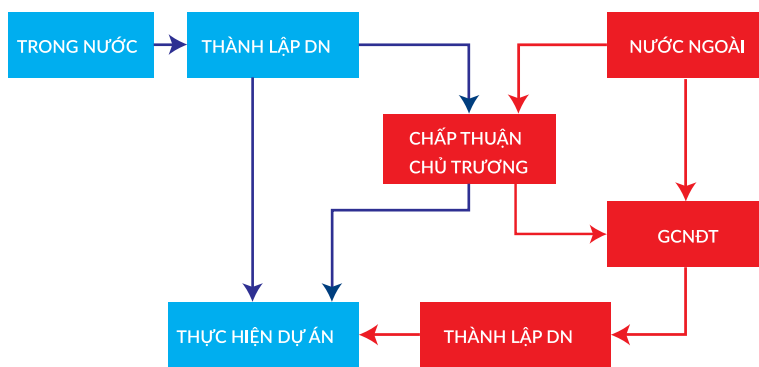 TRONG NƯỚC
THÀNH LẬP DN
NƯỚC NGOÀI
CHẤP THUẬN
CHỦ TRƯƠNG
GCNĐT
THỰC HIỆN DỰ ÁN
THÀNH LẬP DN